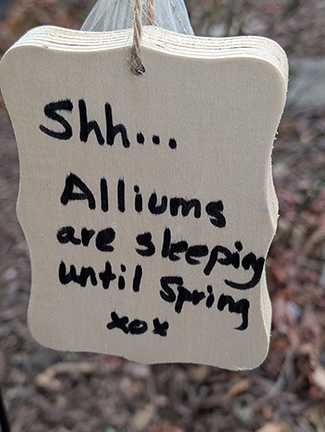 Shh...
Alliums
are sleeping
until Spring
xox